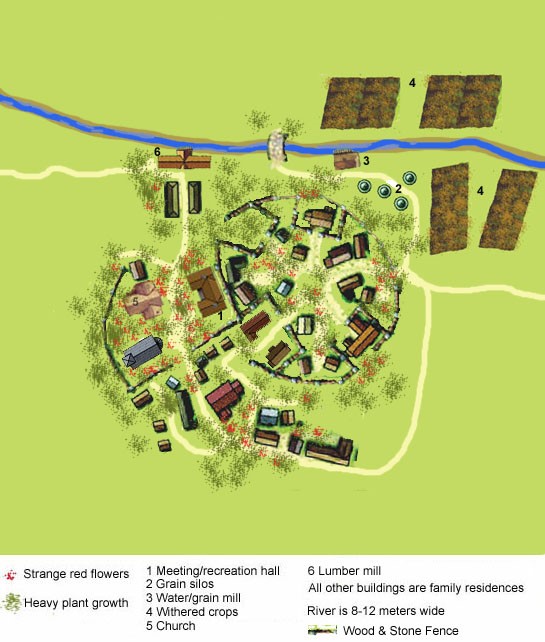 4
6
3
2
4
5
1
Strange red flowers
Heavy plant growth
1 Meeting/recreation hall
2 Grain silos
3 Water/grain mill
4 Withered crops
5 Church
6 Lumber mill
All other buildings are family residences
River is 8-12 meters wide
Wood & Stone Fence